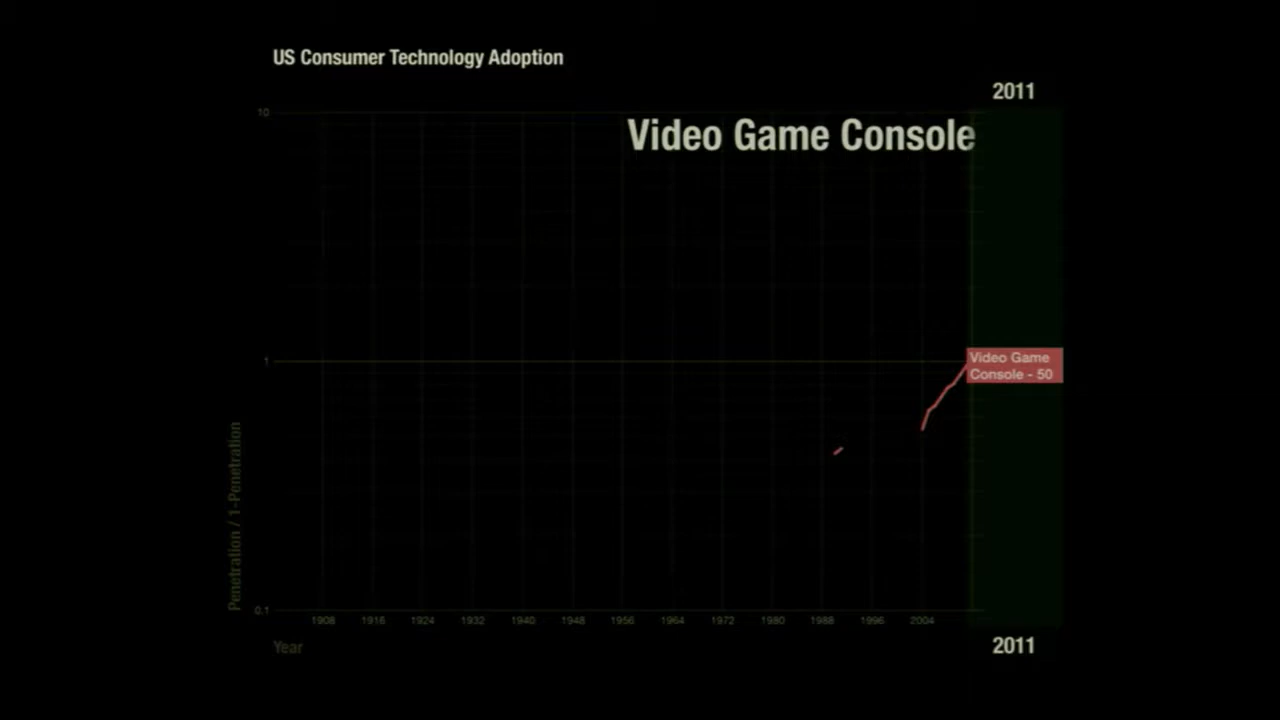 US Consumer Technology Adoption
2011
10
Video Game Console
1
Video Game
Console - 50
Penetration / 1-Penetration
0.1
1908 1916 1924 1932 1940 1948 1956 1964 1972 1980 1988 1996 2004
Year
2011